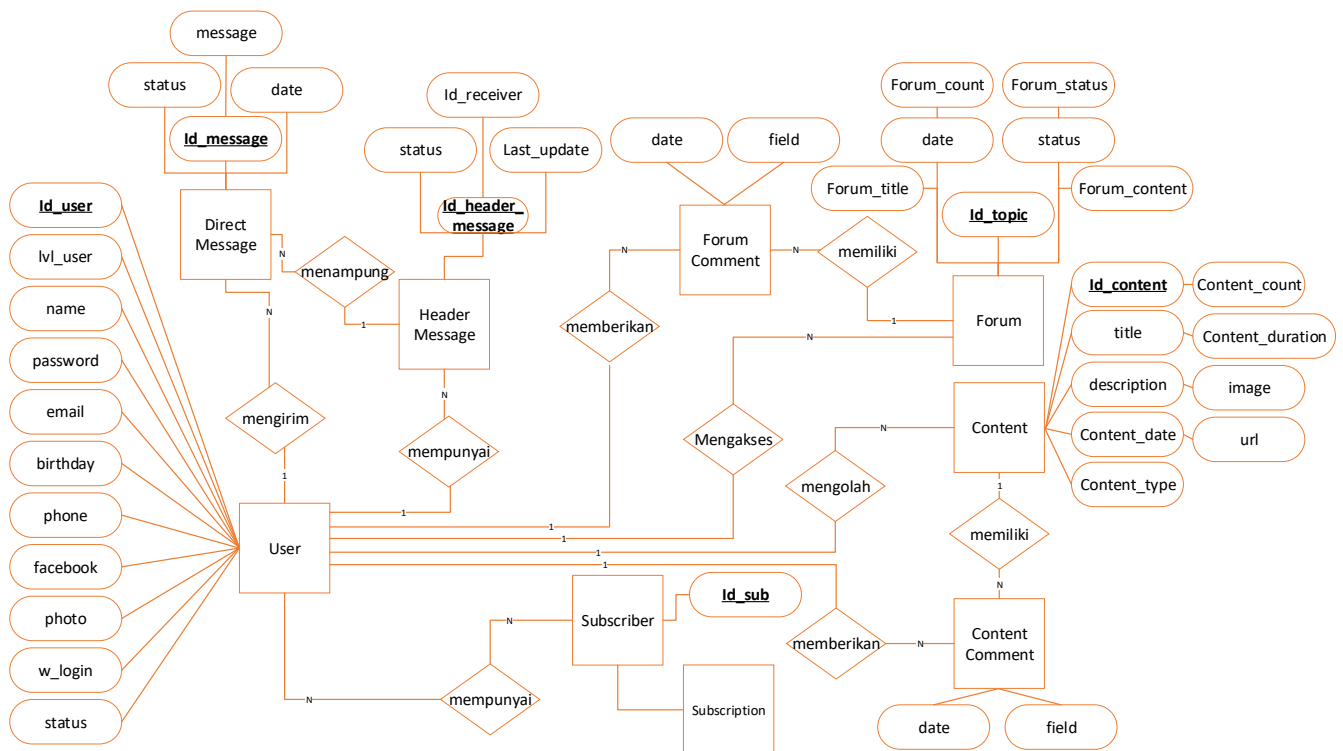 message
status
date
Id_message
Id_receiver
status
Last_update
Id_header_
message
date
field
Forum_count
Forum_status
date
status
Forum_title
Forum_content
Id_topic
Id_user
lvl_user
name
password
email
birthday
phone
facebook
photo
w_login
status
Direct
Message
N
menampung
1
Header
Message
N
mengirim
1
N
mempunyai
1
User
N
memberikan
1
Forum
Comment
N
memiliki
1
Forum
N
Mengakses
1
N
mengolah
1
Content
Id_content
Content_count
title
Content_duration
description
image
Content_date
url
Content_type
1
memiliki
N
Content
Comment
date
field
1
memberikan
N
N
mempunyai
N
Subscriber
Id_sub
Subscription